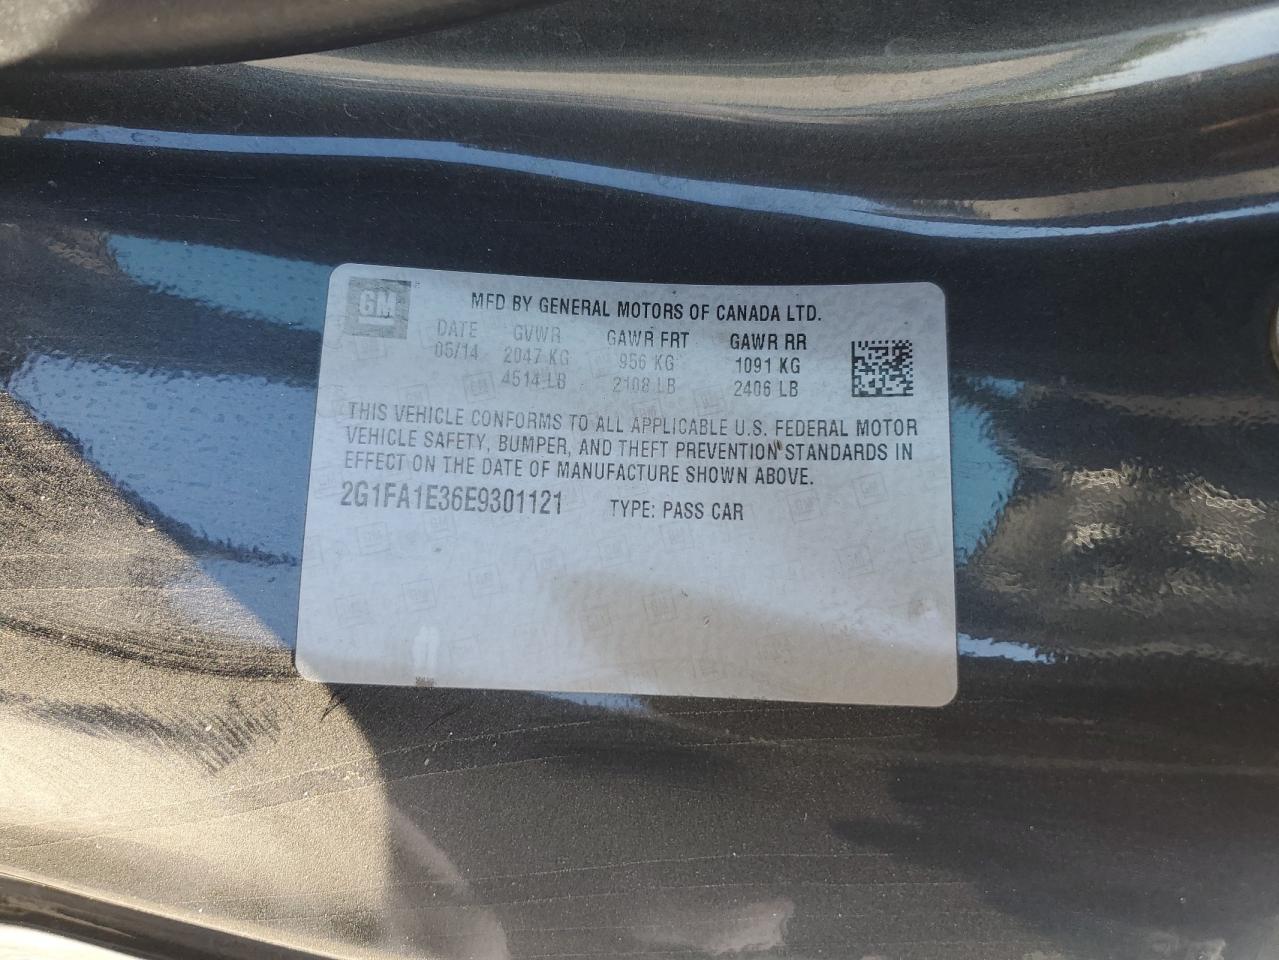 GM
MFD BY GENERAL MOTORS OF CANADA LTD.
DATE GVWR GAWR FRT GAWR RR
05/14 2047 KG 956 KG 1091 KG
4514 LB 2108 LB 2406 LB
THIS VEHICLE CONFORMS TO ALL APPLICABLE U.S. FEDERAL MOTOR
VEHICLE SAFETY, BUMPER, AND THEFT PREVENTION STANDARDS IN
EFFECT ON THE DATE OF MANUFACTURE SHOWN ABOVE.
2G1FA1E36E9301121 TYPE: PASS CAR